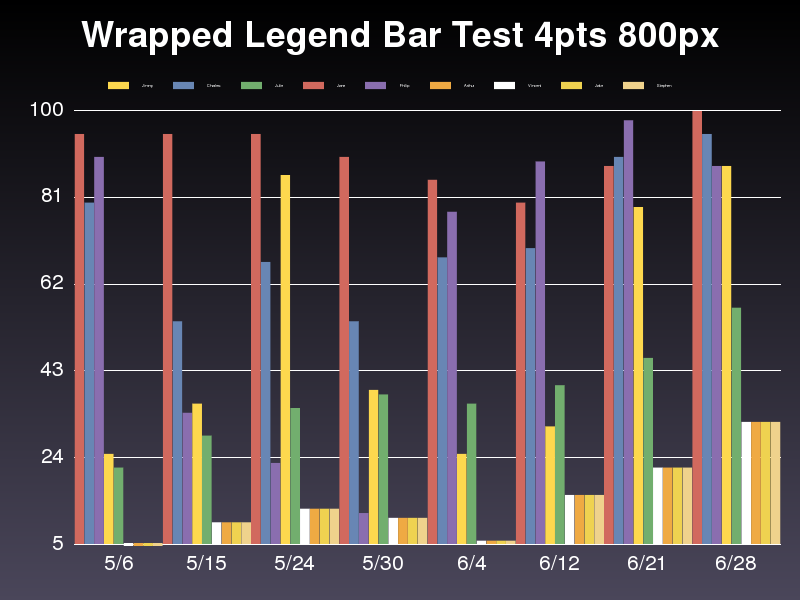 Wrapped Legend Bar Test 4pts 800px
Jimmy Charles Julie Jane Philip Arthur Vincent Jake Stephen
100
81
62
43
24
5
5/6 5/15 5/24 5/30 6/4 6/12 6/21 6/28